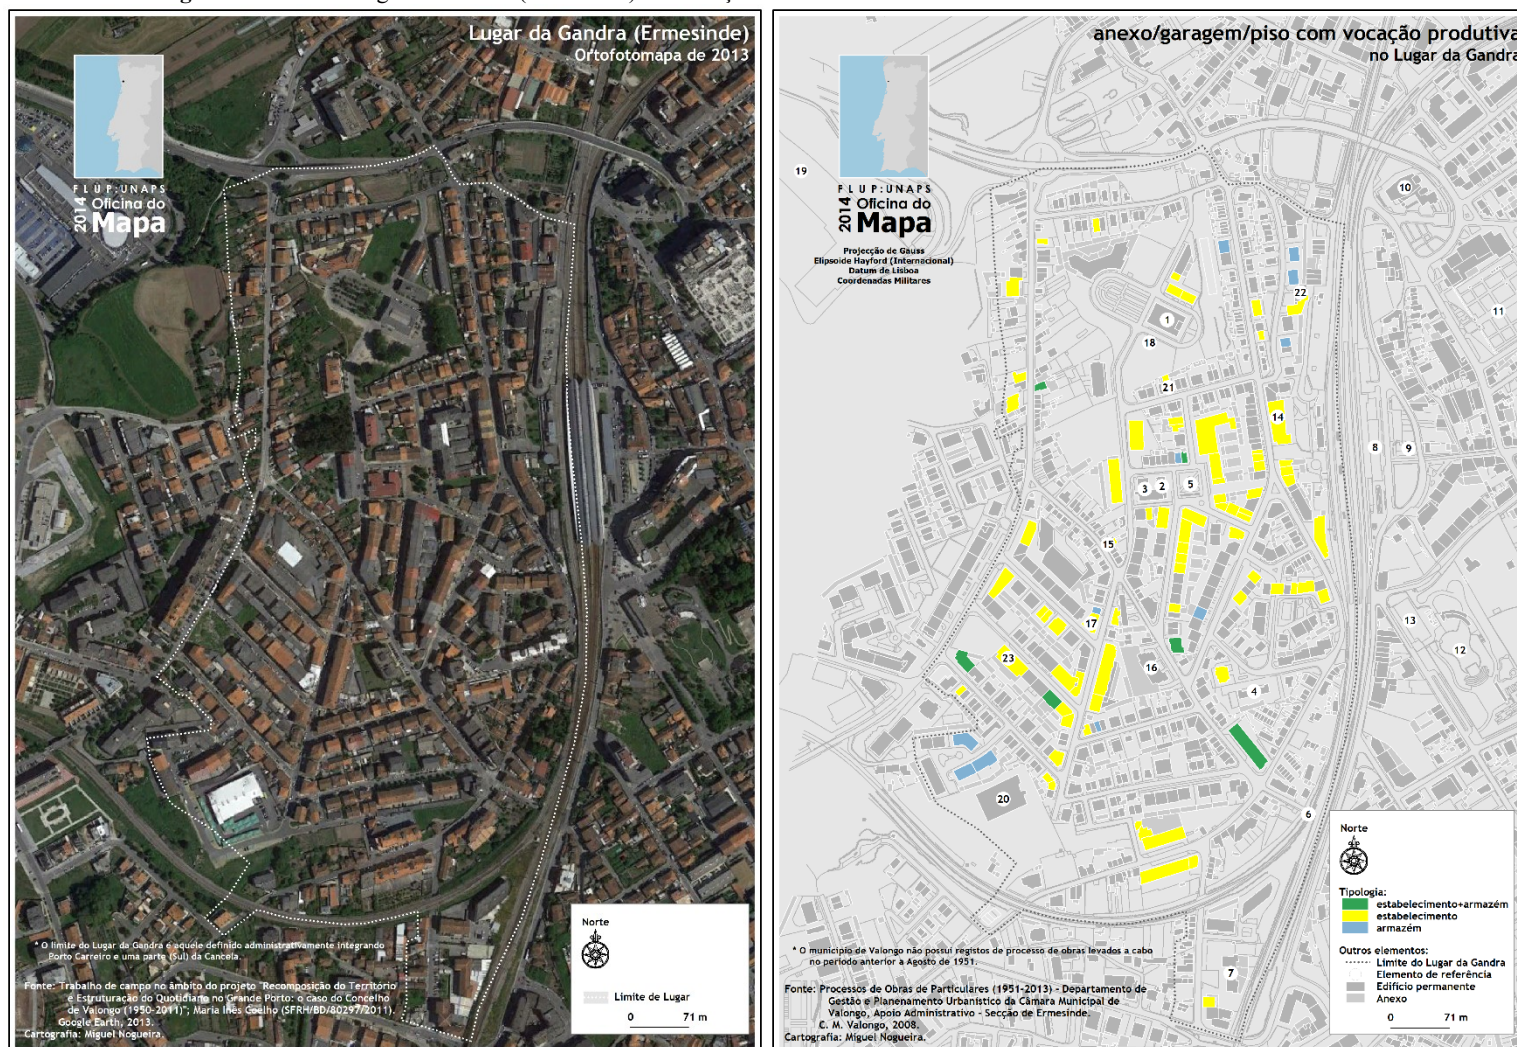 Lugar da Gandra (Ermesinde)
Ortofotomapa de 2013
FLUP:UNAPS
2014 Oficina do
Mapa
* O limite do Lugar da Gandra é aquele definido administrativamente integrando
Porto Carreiro e uma parte (Sul) da Cancela.
Fonte: Trabalho de campo no âmbito do projeto "Recomposição do Território
e Estruturação do Quotidiano no Grande Porto: o caso do Concelho
de Valongo (1950-2011)"; Maria Inês Coelho (SFRH/BD/80297/2011).
Google Earth, 2013.
Cartografia: Miguel Nogueira.
Norte
Limite de Lugar
0 71 m
anexo/garagem/piso com vocação produtiva
no Lugar da Gandra
FLUP:UNAPS
2014 Oficina do
Mapa
Projecção de Gauss
Elipsoide Hayford (Internacional)
Datum de Lisboa
Coordenadas Militares
19
10
22
11
1
18
21
14
8
9
3
2
5
15
17
13
12
23
16
4
20
6
7
* O município de Valongo não possui registos de processo de obras levados a cabo
no período anterior a Agosto de 1951.
Fonte: Processos de Obras de Particulares (1951-2013) - Departamento de
Gestão e Planenamento Urbanístico da Câmara Municipal de
Valongo, Apoio Administrativo - Secção de Ermesinde.
C. M. Valongo, 2008.
Cartografia: Miguel Nogueira.
Norte
Tipologia:
estabelecimento+armazém
estabelecimento
armazém
Outros elementos:
Limite do Lugar da Gandra
Elemento de referência
Edifício permanente
Anexo
0 71 m